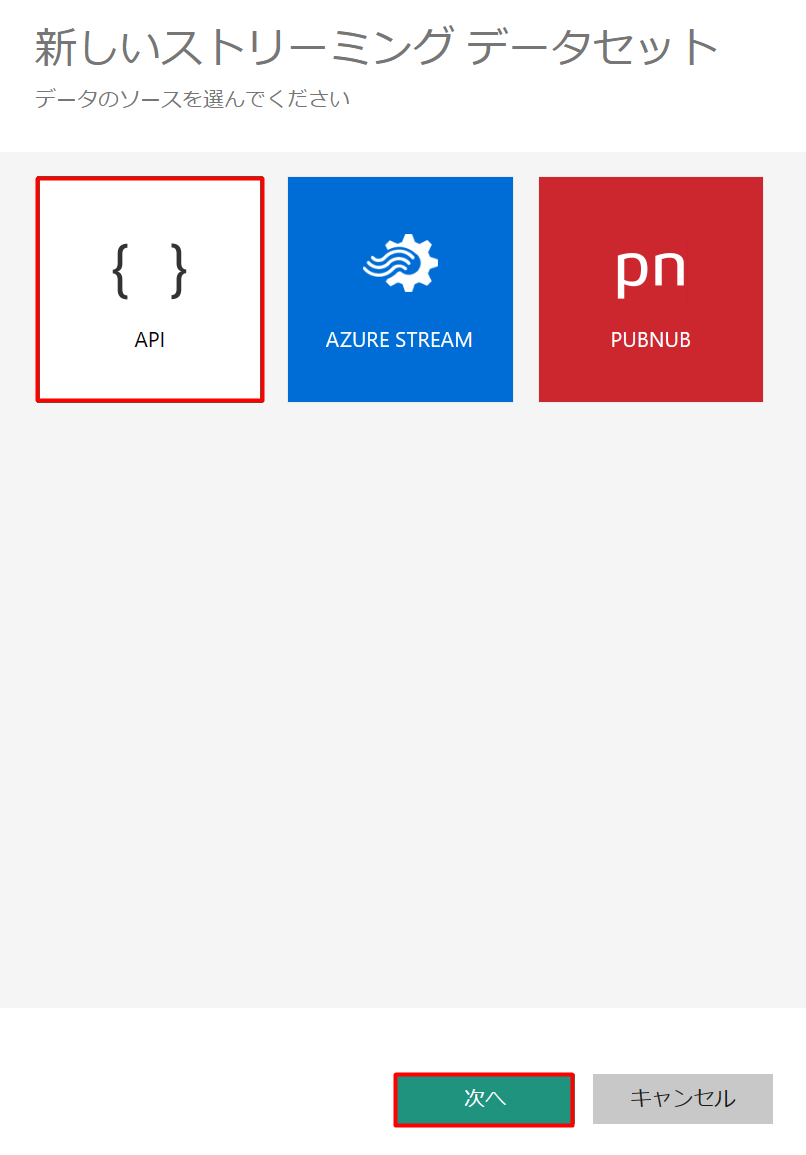 新しいストリーミング データセット
データのソースを選んでください
{ }
pn
API
AZURE STREAM
PUBNUB
次へ
キャンセル